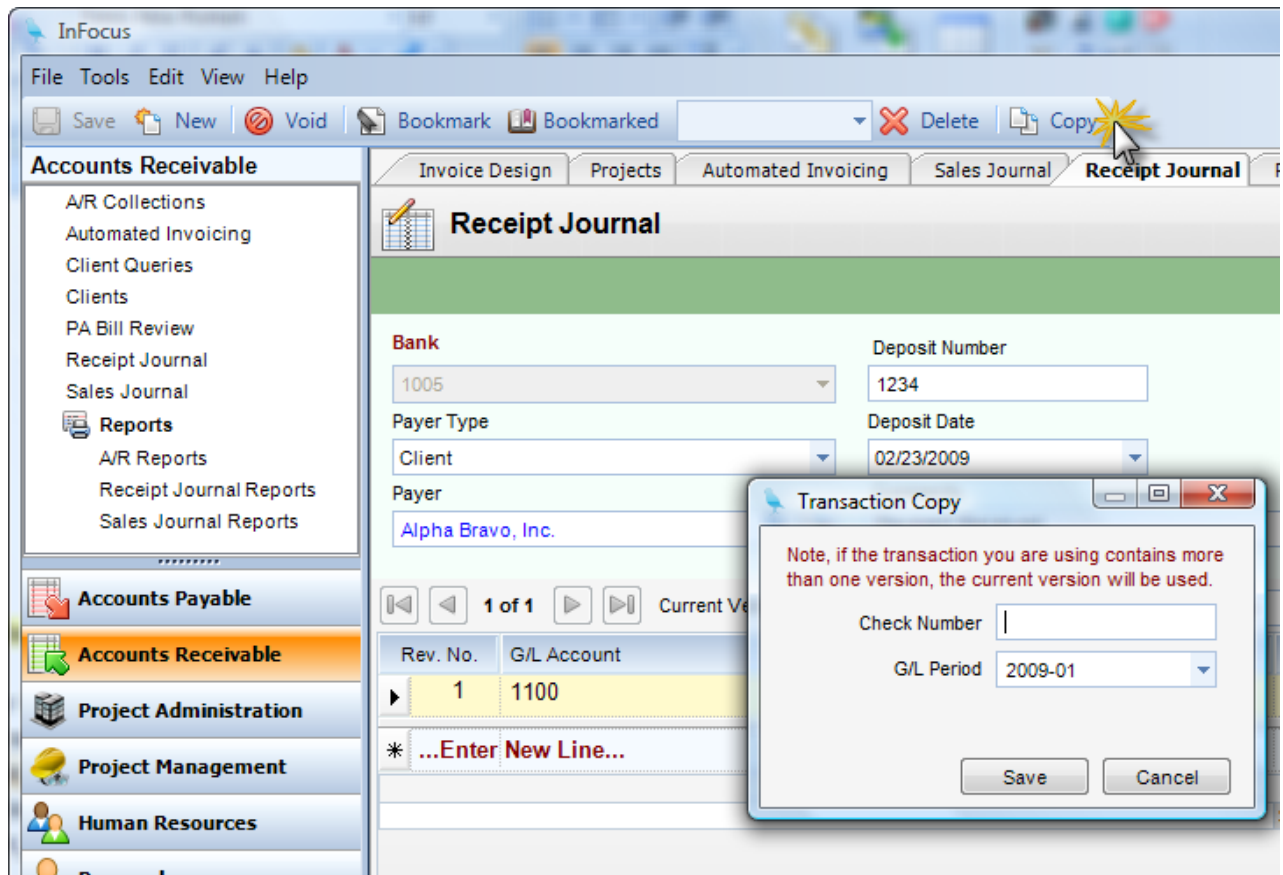 InFocus
File Tools Edit View Help
Save New Void Bookmark Bookmarked Delete Copy
Accounts Receivable
A/R Collections
Automated Invoicing
Client Queries
Clients
PA Bill Review
Receipt Journal
Sales Journal
Reports
A/R Reports
Receipt Journal Reports
Sales Journal Reports
Accounts Payable
Accounts Receivable
Project Administration
Project Management
Human Resources
Invoice Design Projects Automated Invoicing Sales Journal Receipt Journal
Receipt Journal
Bank
1005
Deposit Number
1234
Payer Type
Client
Deposit Date
02/23/2009
Payer
Alpha Bravo, Inc.
1 of 1 Current Ve
Rev. No. G/L Account
1 1100
...Enter New Line...
Transaction Copy
Note, if the transaction you are using contains more
than one version, the current version will be used.
Check Number
G/L Period 2009-01
Save Cancel